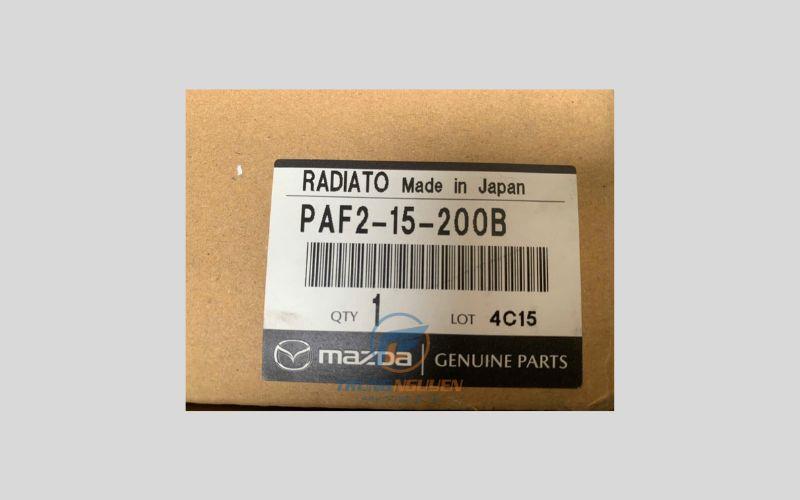 RADIATO Made in Japan
PAF2-15-200B
QTY 1 LOT 4C15
mazda GENUINE PARTS